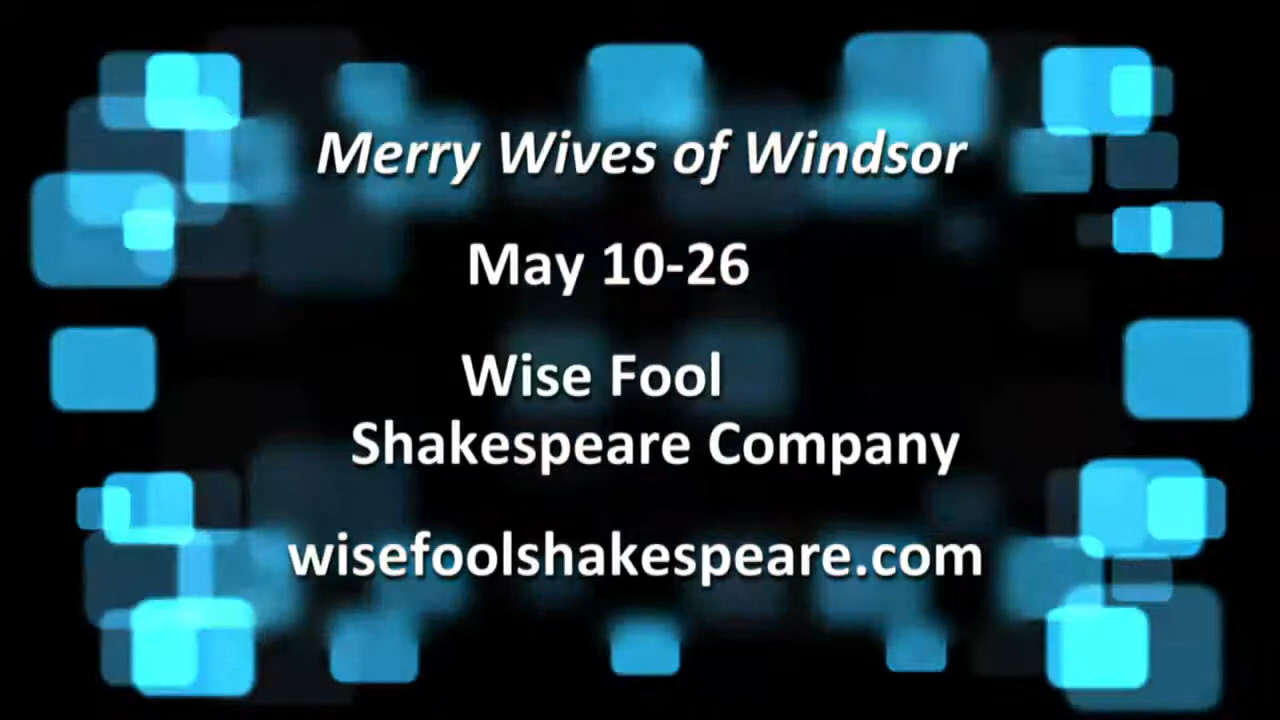 Merry Wives of Windsor
May 10-26
Wise Fool
Shakespeare Company
wisefoolshakespeare.com